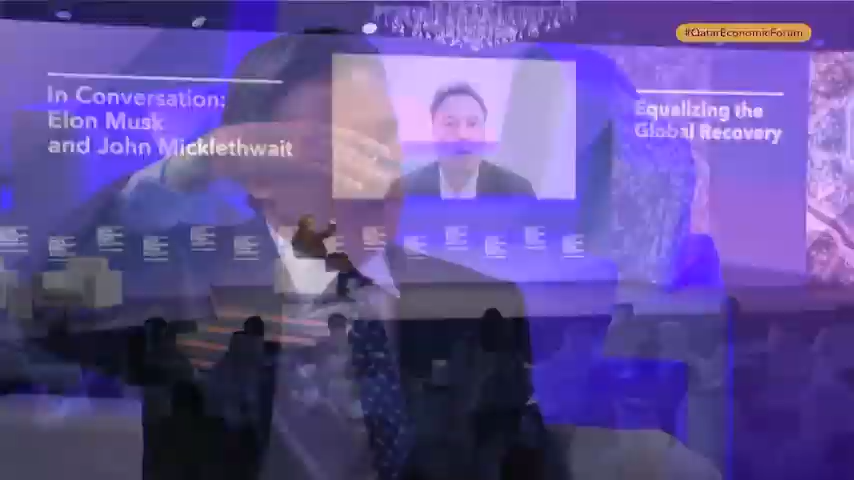 #QatarEconomicForum
In Conversation:
Elon Musk
and John Micklethwait
Equalizing the
Global Recovery